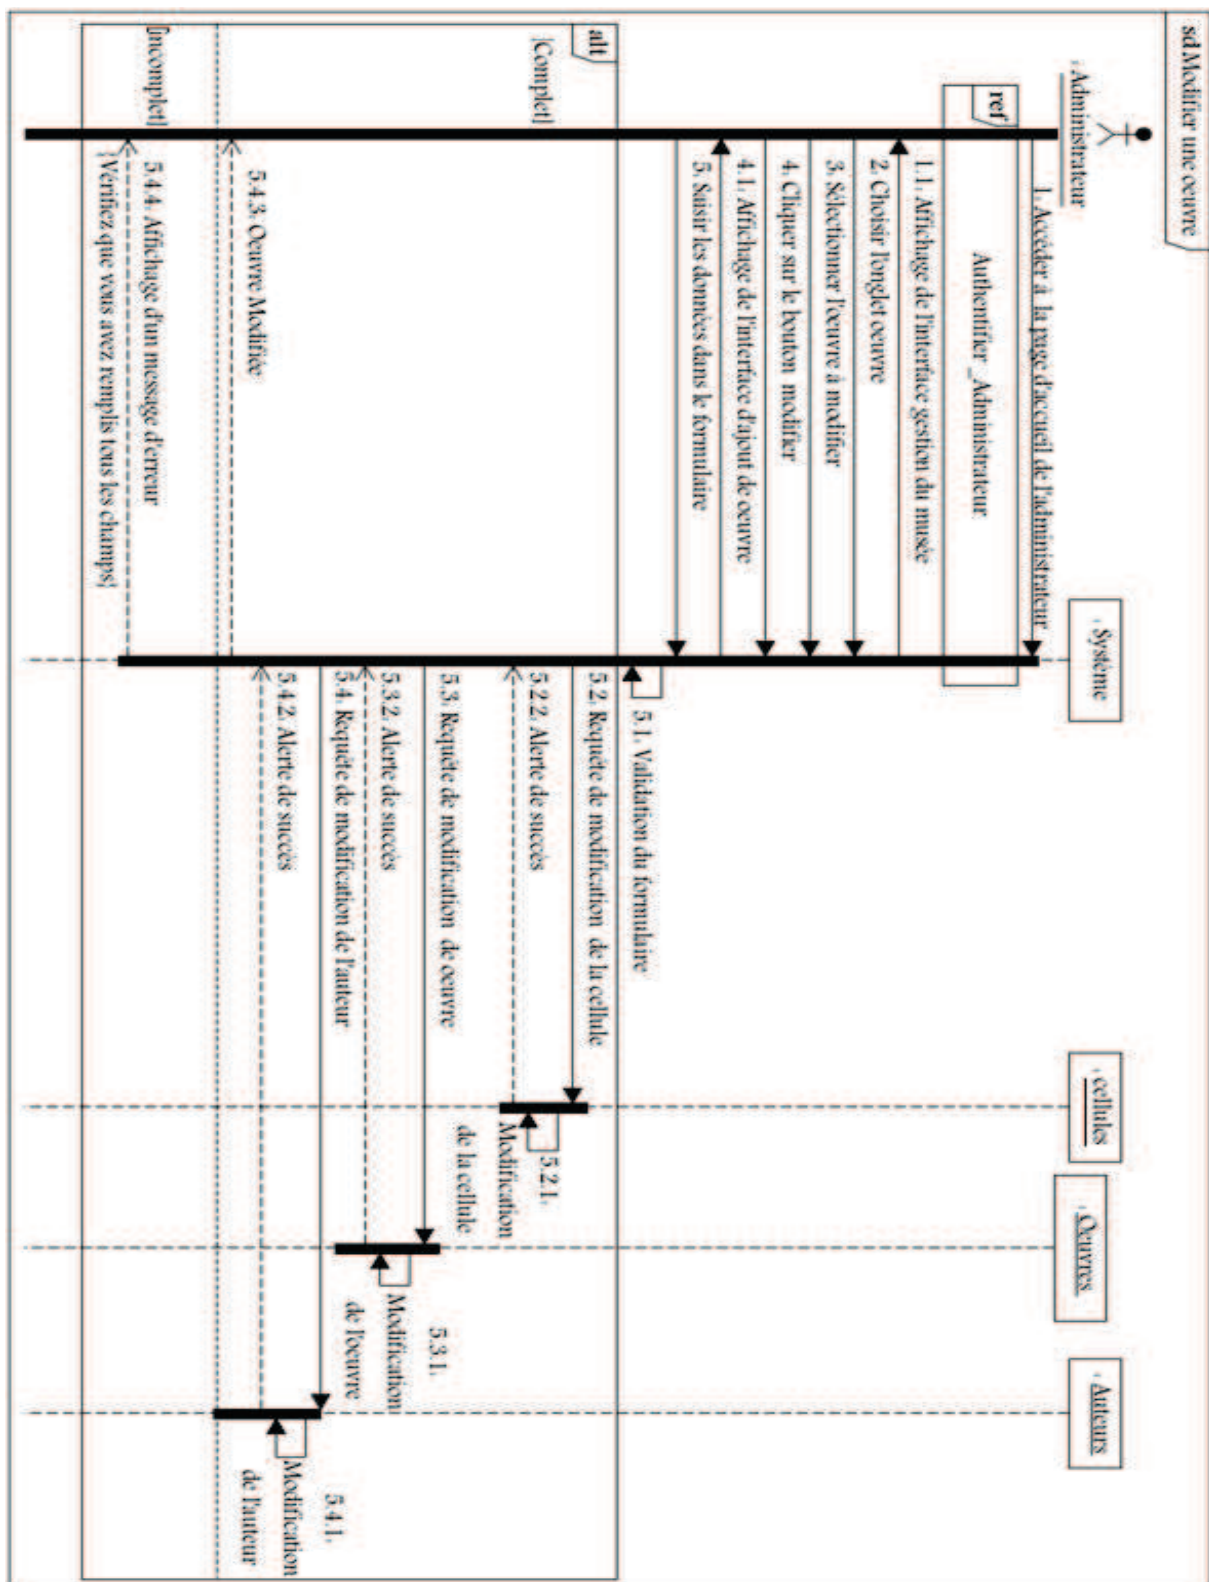 sd Modifier une oeuvre
: Administrateur
: Système
: cellules
: Oeuvres
: Auteurs
1. Accéder à la page d'accueil de l'administrateur
ref
Authentifier _Administrateur
1.1. Affichage de l'interface gestion du musée
2. Choisir l'onglet oeuvre
3. Sélectionner l'oeuvre à modifier
4. Cliquer sur le bouton modifier
4.1. Affichage de l'interface d'ajout de oeuvre
5. Saisir les données dans le formulaire
5.1. Validation du formulaire
alt
[Complet]
5.2. Requête de modification de la cellule
5.2.1.
Modification
de la cellule
5.2.2. Alerte de succès
5.3. Requête de modification de oeuvre
5.3.1.
Modification
de l'oeuvre
5.3.2. Alerte de succès
5.4. Requête de modification de l'auteur
5.4.1.
Modification
de l'auteur
5.4.2. Alerte de succès
5.4.3. Oeuvre Modifiée
[incomplet]
5.4.4. Affichage d'un message d'erreur
{Vérifiez que vous avez remplis tous les champs}